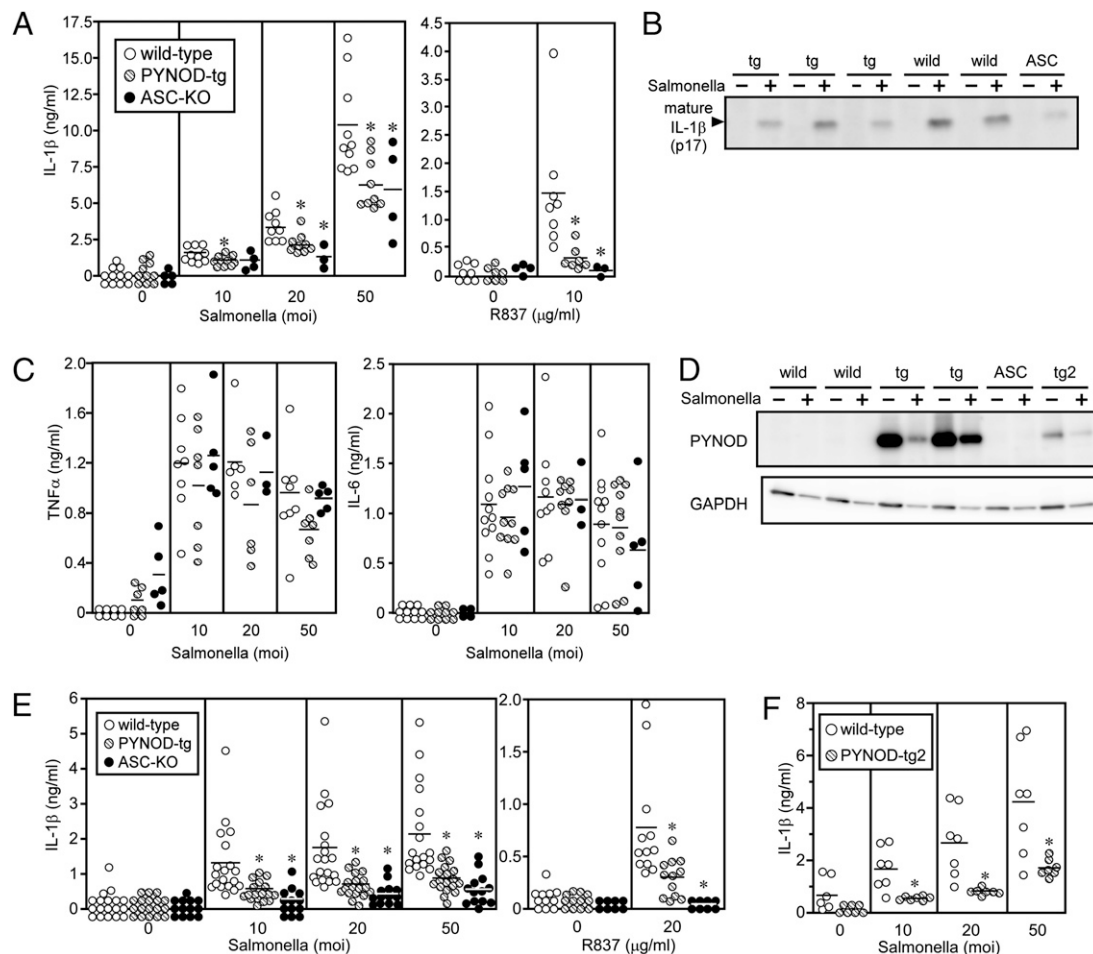 A
IL-1β (ng/ml)
17.5
15.0
12.5
10.0
7.5
5.0
2.5
0
wild-type
PYNOD-tg
ASC-KO
* * * * *
0 10 20 50
Salmonella (moi)
4.5
4.0
3.5
3.0
2.5
2.0
1.5
1.0
0.5
0
* *
0 10
R837 (μg/ml)
B
tg tg tg wild wild ASC
Salmonella − + − + − + − + − + − +
mature
IL-1β
(p17)
C
TNFα (ng/ml)
2.0
1.6
1.2
0.8
0.4
0
0 10 20 50
Salmonella (moi)
IL-6 (ng/ml)
2.5
2.0
1.5
1.0
0.5
0
0 10 20 50
Salmonella (moi)
D
wild wild tg tg ASC tg2
Salmonella − + − + − + − + − + − +
PYNOD
GAPDH
E
IL-1β (ng/ml)
6
5
4
3
2
1
0
wild-type
PYNOD-tg
ASC-KO
* * * * * *
0 10 20 50
Salmonella (moi)
2.0
1.5
1.0
0.5
0
* *
0 20
R837 (μg/ml)
F
IL-1β (ng/ml)
8
6
4
2
0
wild-type
PYNOD-tg2
* * *
0 10 20 50
Salmonella (moi)